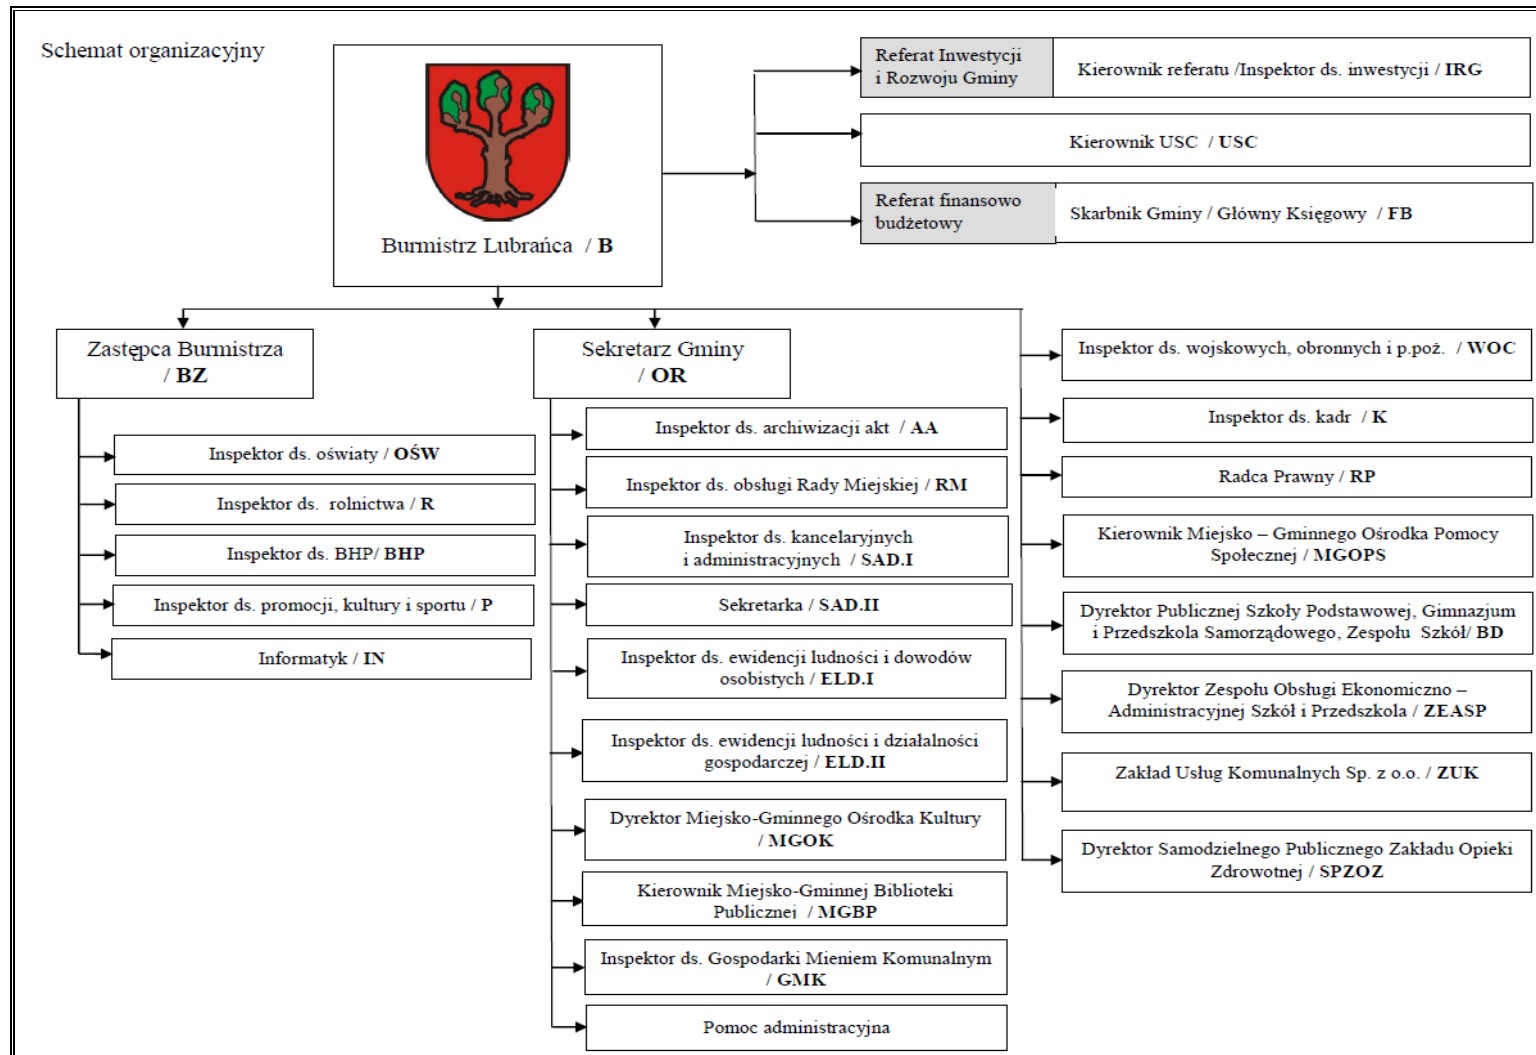 Schemat organizacyjny
Burmistrz Lubrańca / B
Referat Inwestycji
i Rozwoju Gminy
Kierownik referatu /Inspektor ds. inwestycji / IRG
Kierownik USC / USC
Referat finansowo
budżetowy
Skarbnik Gminy / Główny Księgowy / FB
Zastępca Burmistrza
/ BZ
Inspektor ds. oświaty / OŚW
Inspektor ds. rolnictwa / R
Inspektor ds. BHP/ BHP
Inspektor ds. promocji, kultury i sportu / P
Informatyk / IN
Sekretarz Gminy
/ OR
Inspektor ds. archiwizacji akt / AA
Inspektor ds. obsługi Rady Miejskiej / RM
Inspektor ds. kancelaryjnych
i administracyjnych / SAD.I
Sekretarka / SAD.II
Inspektor ds. ewidencji ludności i dowodów
osobistych / ELD.I
Inspektor ds. ewidencji ludności i działalności
gospodarczej / ELD.II
Dyrektor Miejsko-Gminnego Ośrodka Kultury
/ MGOK
Kierownik Miejsko-Gminnej Biblioteki
Publicznej / MGBP
Inspektor ds. Gospodarki Mieniem Komunalnym
/ GMK
Pomoc administracyjna
Inspektor ds. wojskowych, obronnych i p.poż. / WOC
Inspektor ds. kadr / K
Radca Prawny / RP
Kierownik Miejsko – Gminnego Ośrodka Pomocy
Społecznej / MGOPS
Dyrektor Publicznej Szkoły Podstawowej, Gimnazjum
i Przedszkola Samorządowego, Zespołu Szkół/ BD
Dyrektor Zespołu Obsługi Ekonomiczno –
Administracyjnej Szkół i Przedszkola / ZEASP
Zakład Usług Komunalnych Sp. z o.o. / ZUK
Dyrektor Samodzielnego Publicznego Zakładu Opieki
Zdrowotnej / SPZOZ